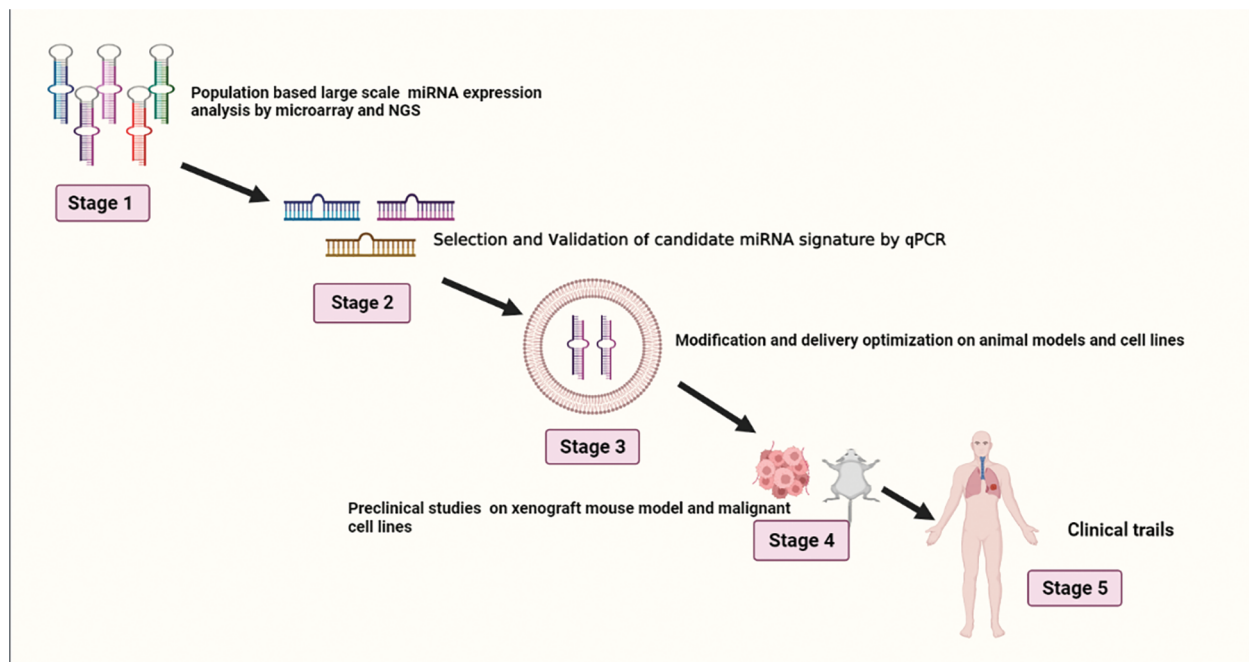 Population based large scale miRNA expression
analysis by microarray and NGS
Stage 1
Selection and Validation of candidate miRNA signature by qPCR
Stage 2
Modification and delivery optimization on animal models and cell lines
Stage 3
Preclinical studies on xenograft mouse model and malignant
cell lines
Stage 4
Clinical trails
Stage 5